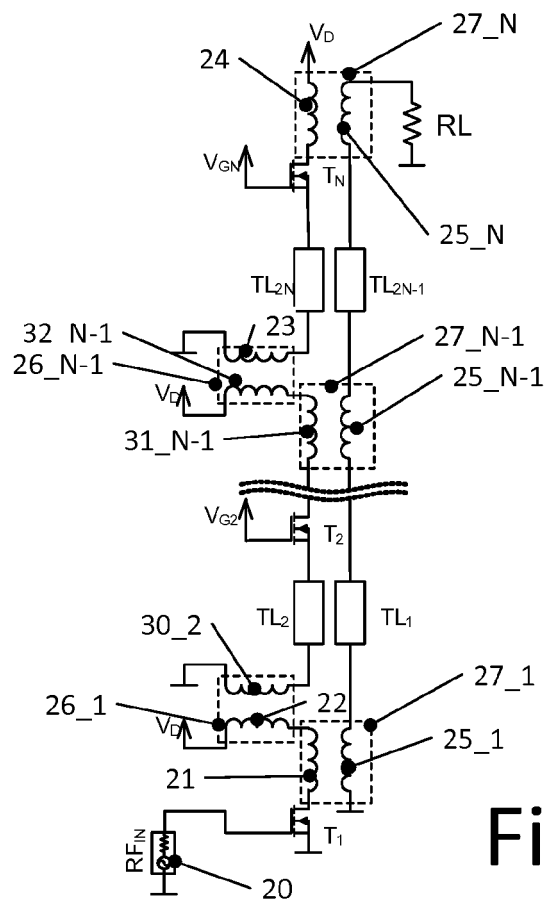 V_D
27_N
24
RL
V_GN
T_N
25_N
TL_2N
TL_2N-1
23
32 N-1
26_N-1
27_N-1
V_D
25_N-1
31_N-1
V_G2
T_2
TL_2
TL_1
30_2
22
27_1
26_1
V_D
25_1
21
T_1
RF_IN
20
Fi